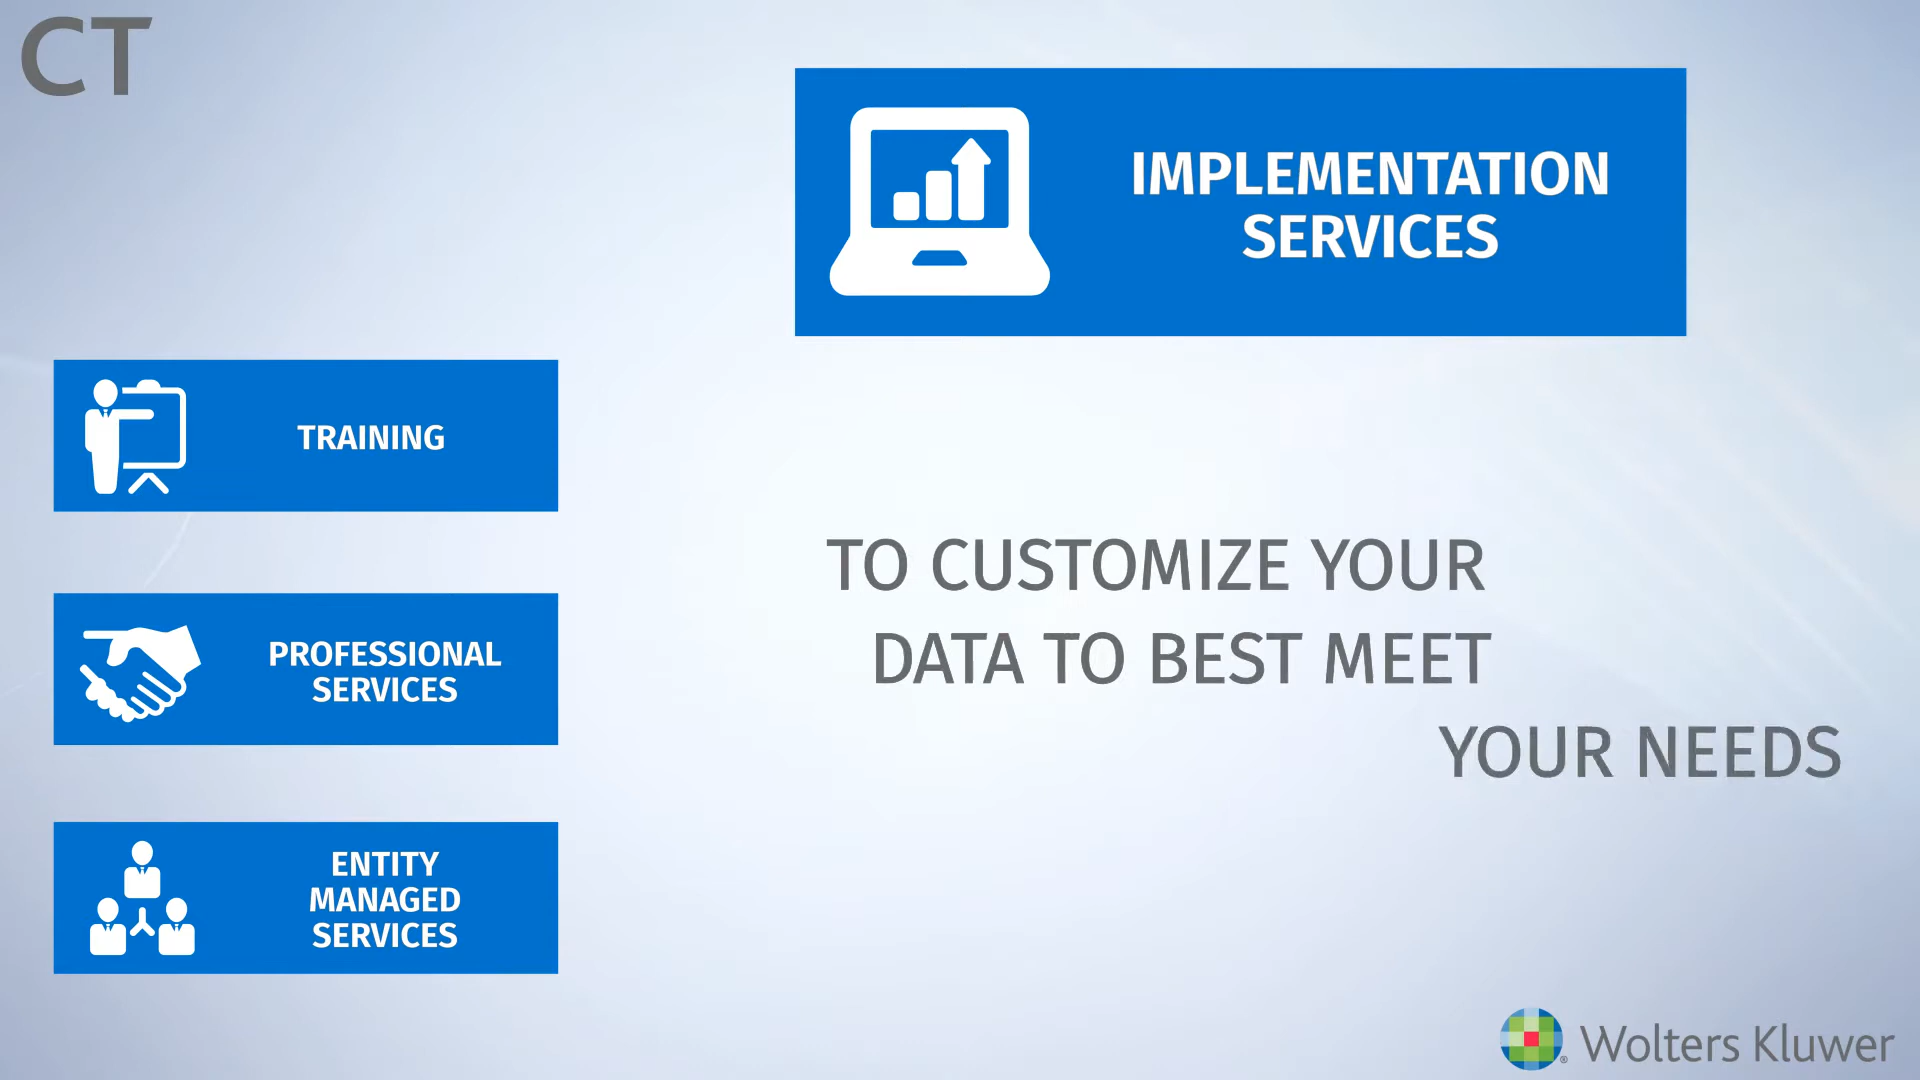 CT
IMPLEMENTATION
SERVICES
TRAINING
PROFESSIONAL
SERVICES
ENTITY
MANAGED
SERVICES
TO CUSTOMIZE YOUR
DATA TO BEST MEET
YOUR NEEDS
Wolters Kluwer